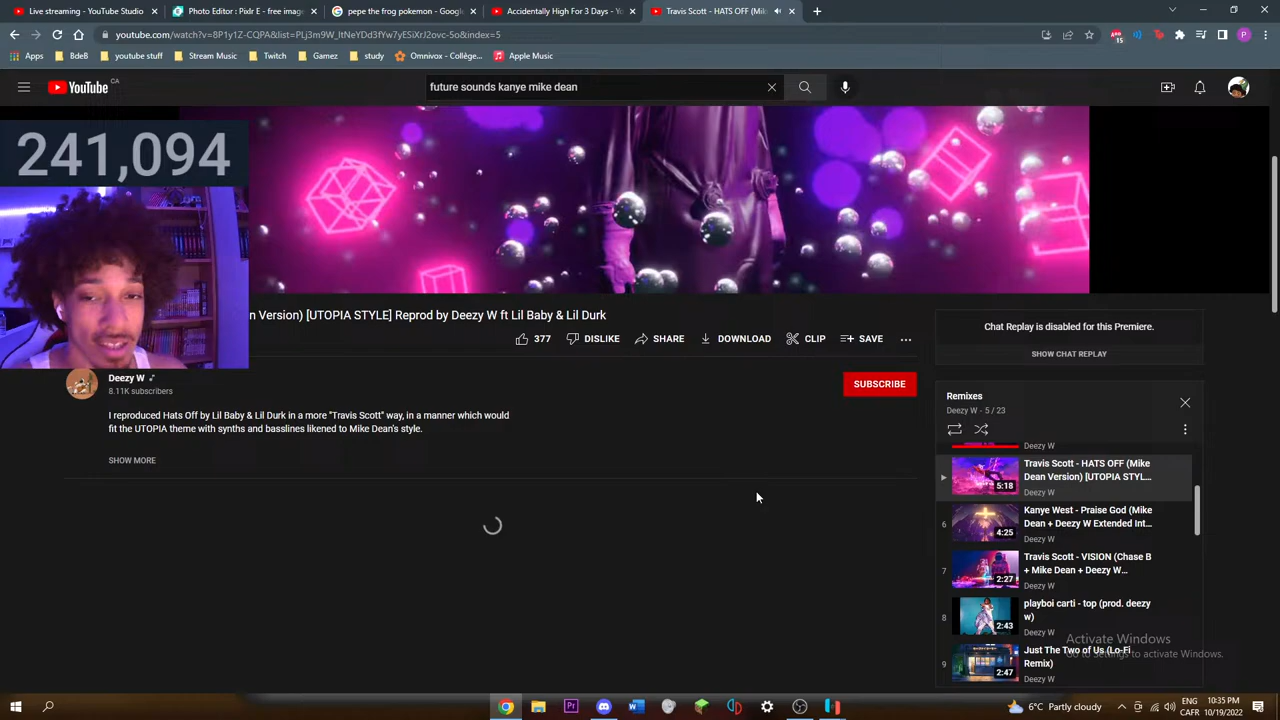 Live streaming - YouTube Studio
Photo Editor : Pixlr E - free image
pepe the frog pokemon - Google
Accidentally High For 3 Days - Yo
Travis Scott - HATS OFF (Mike
youtube.com/watch?v=8P1y1Z-CQPA&list=PLj3m9W_ltNeYDd3fYw7yESiXrJ2ovc-5o&index=5
15
P
Apps
BdeB
youtube stuff
Stream Music
Twitch
Gamez
study
Omnivox - Collège...
Apple Music
YouTube CA
future sounds kanye mike dean
241,094
n Version) [UTOPIA STYLE] Reprod by Deezy W ft Lil Baby & Lil Durk
377
DISLIKE
SHARE
DOWNLOAD
CLIP
SAVE
Deezy W
8.11K subscribers
SUBSCRIBE
I reproduced Hats Off by Lil Baby & Lil Durk in a more "Travis Scott" way, in a manner which would
fit the UTOPIA theme with synths and basslines likened to Mike Dean's style.
SHOW MORE
Chat Replay is disabled for this Premiere.
SHOW CHAT REPLAY
Remixes
Deezy W - 5 / 23
Deezy W
Travis Scott - HATS OFF (Mike
Dean Version) [UTOPIA STYL...
5:18
Deezy W
6
Kanye West - Praise God (Mike
Dean + Deezy W Extended Int...
4:25
Deezy W
7
Travis Scott - VISION (Chase B
+ Mike Dean + Deezy W...
2:27
Deezy W
8
playboi carti - top (prod. deezy
w)
2:43
Deezy W
9
Just The Two of Us (Lo-Fi
Remix)
2:47
Deezy W
Activate Windows
Go to Settings to activate Windows.
6°C Partly cloudy
ENG
CAFR
10:35 PM
10/19/2022